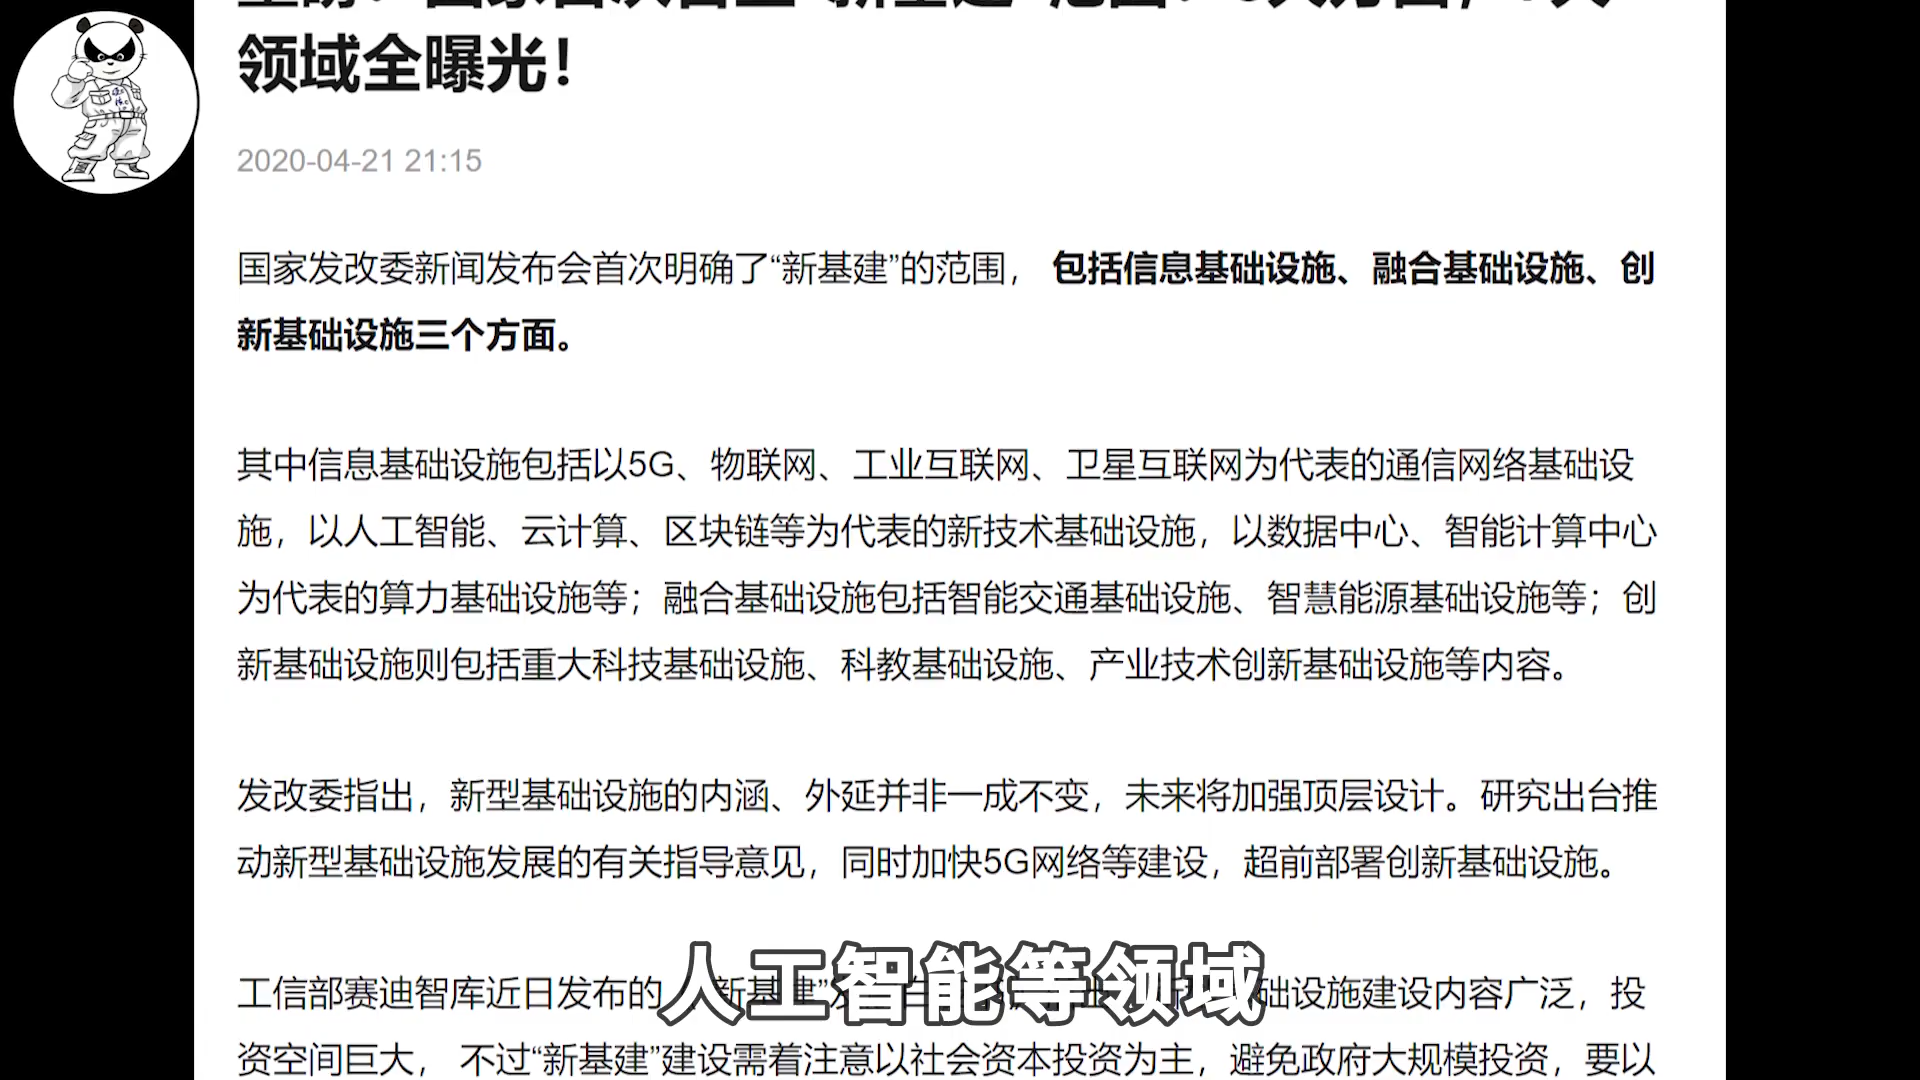 领域全曝光！
2020-04-21 21:15
国家发改委新闻发布会首次明确了“新基建”的范围， 包括信息基础设施、融合基础设施、创
新基础设施三个方面。
其中信息基础设施包括以5G、物联网、工业互联网、卫星互联网为代表的通信网络基础设
施，以人工智能、云计算、区块链等为代表的新技术基础设施，以数据中心、智能计算中心
为代表的算力基础设施等；融合基础设施包括智能交通基础设施、智慧能源基础设施等；创
新基础设施则包括重大科技基础设施、科教基础设施、产业技术创新基础设施等内容。
发改委指出，新型基础设施的内涵、外延并非一成不变，未来将加强顶层设计。研究出台推
动新型基础设施发展的有关指导意见，同时加快5G网络等建设，超前部署创新基础设施。
工信部赛迪智库近日发布的 新基建” 础设施建设内容广泛，投
人工智能等领域
资空间巨大， 不过“新基建”建设需着注意以社会资本投资为主，避免政府大规模投资，要以